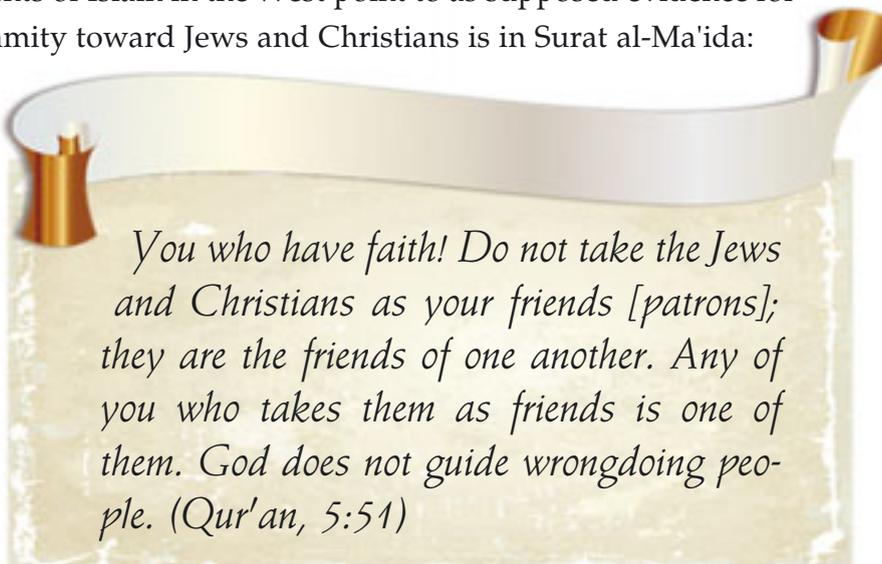 of Islam in the West point to as supposed evidence for
toward Jews and Christians is in Surat al-Ma'ida:
You who have faith! Do not take the Jews
and Christians as your friends [patrons];
they are the friends of one another. Any of
you who takes them as friends is one of
them. God does not guide wrongdoing peo-
ple. (Qur'an, 5:51)